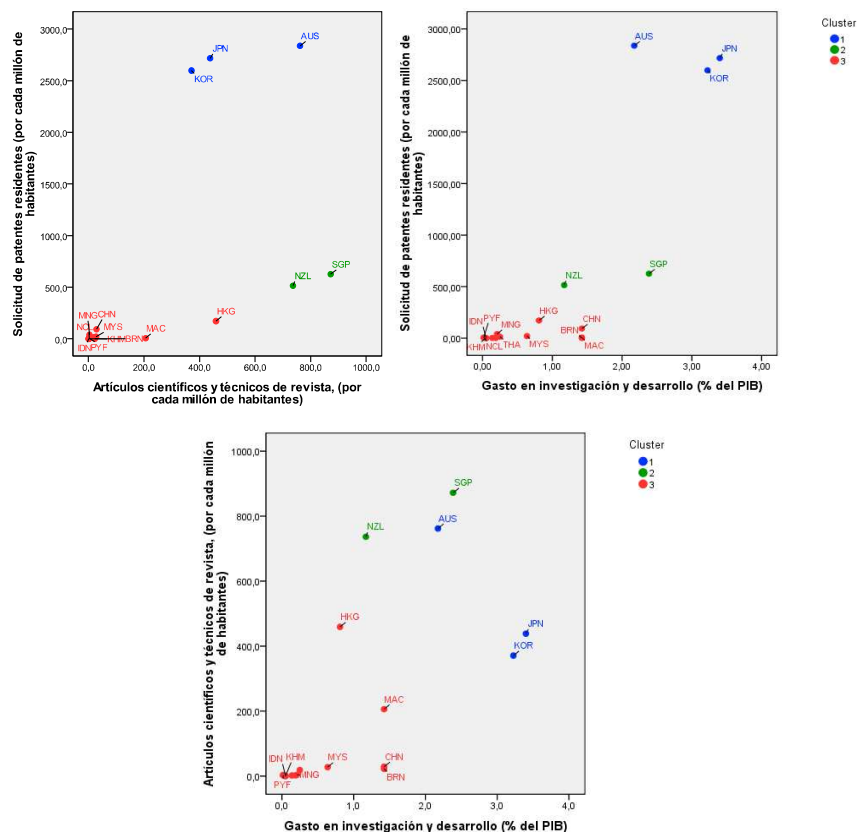 Solicitud de patentes residentes (por cada millón de
habitantes)
3000,0
2500,0
2000,0
1500,0
1000,0
500,0
,0
JPN
AUS
KOR
NZL
SGP
HKG
MNG
CHN
NCL
MYS
MAC
KHM
BRN
IDN
PYF
,0
200,0
400,0
600,0
800,0
1000,0
Artículos científicos y técnicos de revista, (por
cada millón de habitantes)
Solicitud de patentes residentes (por cada millón de
habitantes)
3000,00
2500,00
2000,00
1500,00
1000,00
500,00
,00
AUS
JPN
KOR
NZL
SGP
HKG
IDN
PYF
MNG
CHN
BRN
KHM
NCL
THA
MYS
MAC
,00
1,00
2,00
3,00
4,00
Gasto en investigación y desarrollo (% del PIB)
Cluster
1
2
3
Artículos científicos y técnicos de revista, (por cada millón
de habitantes)
1000,0
800,0
600,0
400,0
200,0
,0
SGP
AUS
NZL
HKG
JPN
KOR
MAC
IDN
KHM
MYS
CHN
MNG
BRN
PYF
,0
1,0
2,0
3,0
4,0
Gasto en investigación y desarrollo (% del PIB)
Cluster
1
2
3